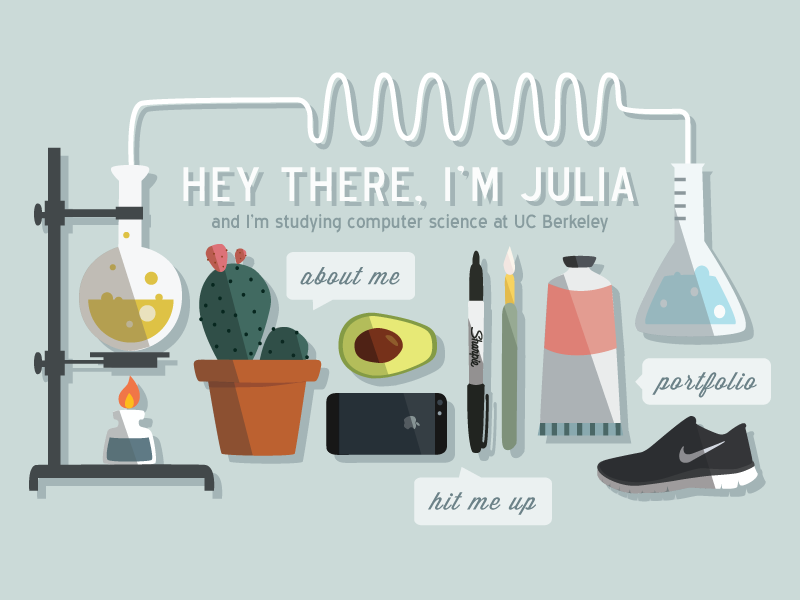 HEY THERE, I'M JULIA
and I'm studying computer science at UC Berkeley
about me
Sharpie
portfolio
hit me up